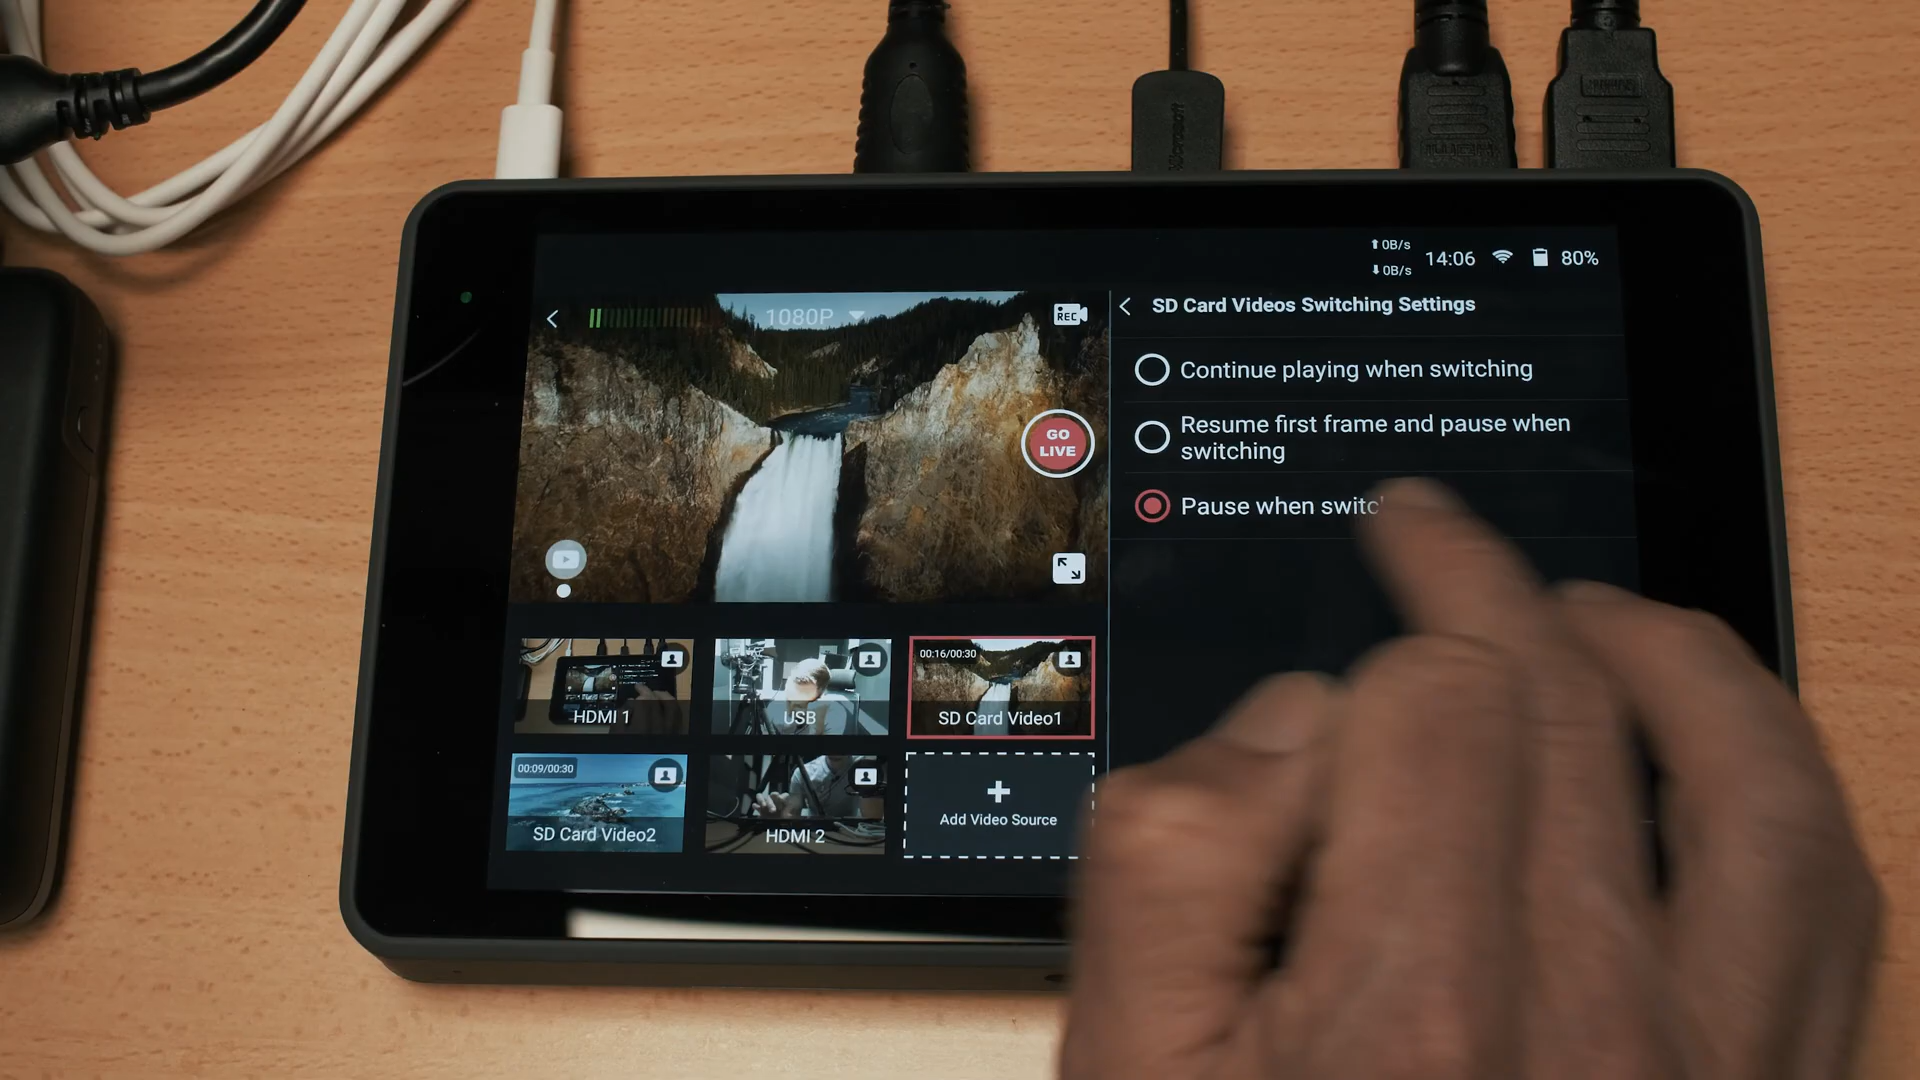 Microsoft
0B/s
0B/s
14:06
80%
1080P
REC
GO
LIVE
SD Card Videos Switching Settings
Continue playing when switching
Resume first frame and pause when
switching
Pause when switc
HDMI 1
USB
00:16/00:30
SD Card Video1
00:09/00:30
SD Card Video2
HDMI 2
Add Video Source